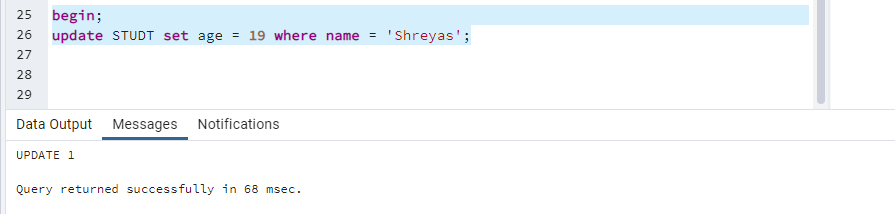 25 begin;
26 update STUDT set age = 19 where name = 'Shreyas';
27
28
29
Data Output Messages Notifications
UPDATE 1
Query returned successfully in 68 msec.